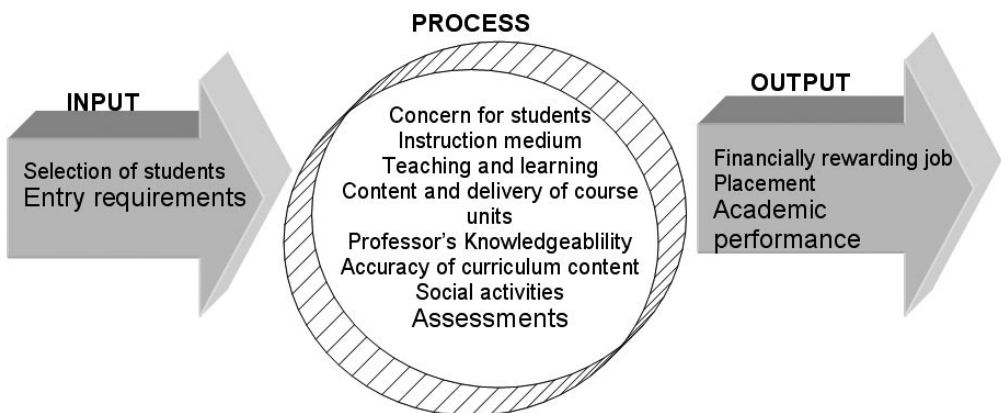 PROCESS
INPUT
Selection of students
Entry requirements
Concern for students
Instruction medium
Teaching and learning
Content and delivery of course
units
Professor's Knowledgeablility
Accuracy of curriculum content
Social activities
Assessments
OUTPUT
Financially rewarding job
Placement
Academic
performance